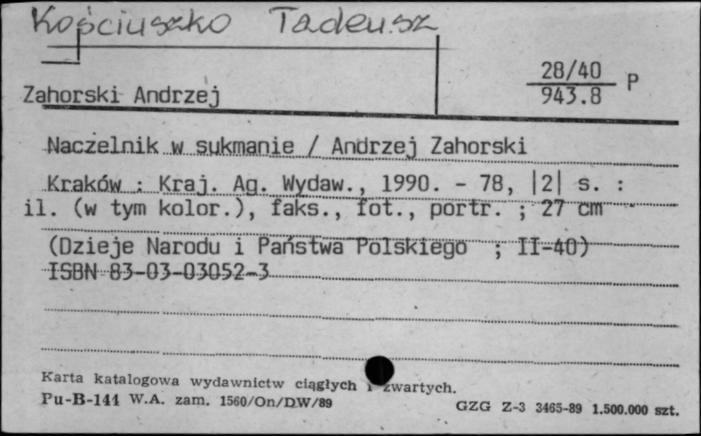 Kościuszko Tadeusz
28/40 P
943.8
Zahorski Andrzej
Naczelnik w sukmanie / Andrzej Zahorski
Kraków : Kraj. Ag. Wydaw., 1990. - 78, |2| s. :
il. (w tym kolor.), faks., fot., portr. ; 27 cm
(Dzieje Narodu i Państwa Polskiego ; II-40)
ISBN 83-03-03052-3
Karta katalogowa wydawnictw ciągłych i zwartych.
Pu-B-144 W.A. zam. 1560/On/DW/89
GZG Z-3 3465-89 1.500.000 szt.